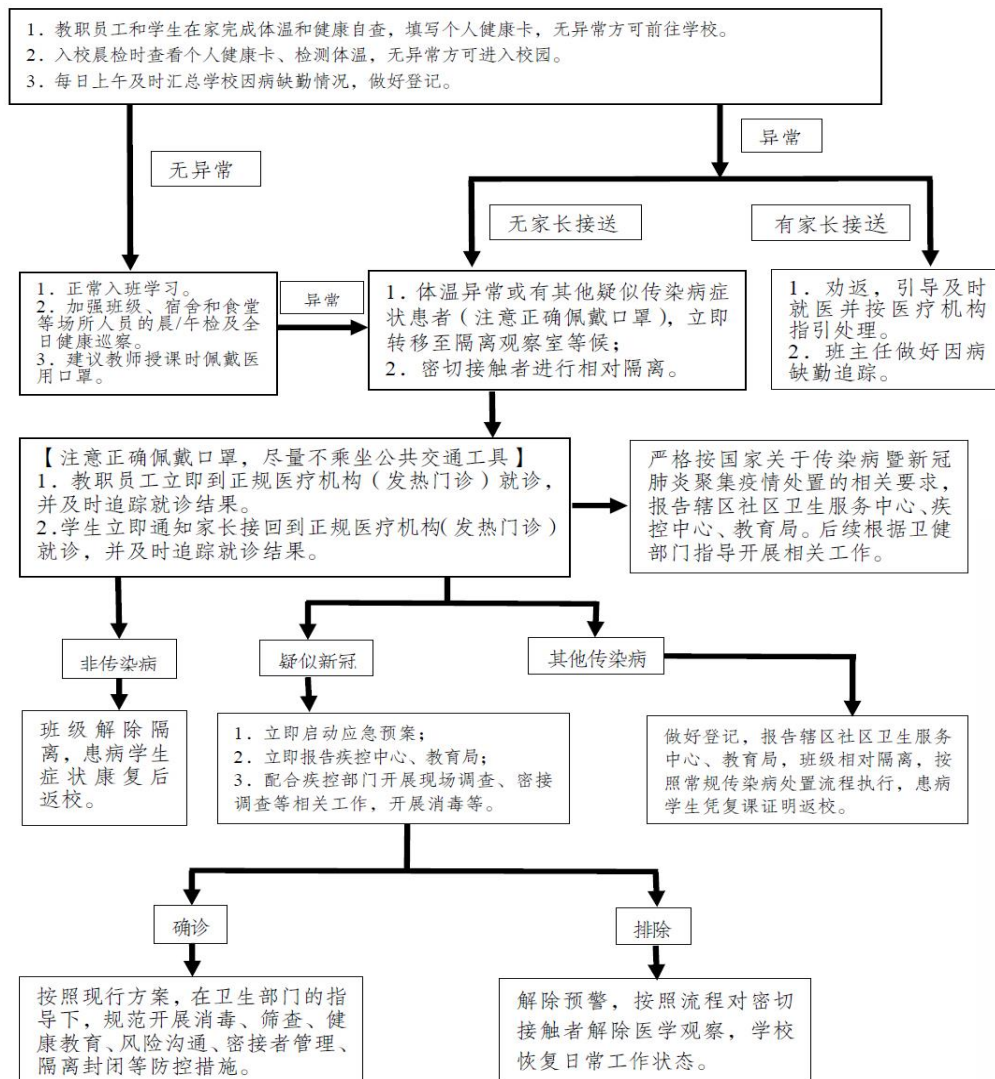 1. 教职员工和学生在家完成体温和健康自查，填写个人健康卡，无异常方可前往学校。
2. 入校晨检时查看个人健康卡、检测体温，无异常方可进入校园。
3. 每日上午及时汇总学校因病缺勤情况，做好登记。
无异常
异常
无家长接送
有家长接送
1. 正常入班学习。
2. 加强班级、宿舍和食堂
等场所人员的晨/午检及全
日健康巡察。
3. 建议教师授课时佩戴医
用口罩。
异常
1. 体温异常或有其他疑似传染病症
状患者（注意正确佩戴口罩），立即
转移至隔离观察室等候；
2. 密切接触者进行相对隔离。
1. 劝返，引导及时
就医并按医疗机构
指引处理。
2. 班主任做好因病
缺勤追踪。
【注意正确佩戴口罩，尽量不乘坐公共交通工具】
1. 教职员工立即到正规医疗机构（发热门诊）就诊，
并及时追踪就诊结果。
2.学生立即通知家长接回到正规医疗机构（发热门诊）
就诊，并及时追踪就诊结果。
严格按国家关于传染病暨新冠
肺炎聚集疫情处置的相关要求，
报告辖区社区卫生服务中心、疾
控中心、教育局。后续根据卫健
部门指导开展相关工作。
非传染病
疑似新冠
其他传染病
班级解除隔
离，患病学生
症状康复后
返校。
1. 立即启动应急预案；
2. 立即报告疾控中心、教育局；
3. 配合疾控部门开展现场调查、密接
调查等相关工作，开展消毒等。
做好登记，报告辖区社区卫生服务
中心、教育局，班级相对隔离，按
照常规传染病处置流程执行，患病
学生凭复课证明返校。
确诊
排除
按照现行方案，在卫生部门的指
导下，规范开展消毒、筛查、健
康教育、风险沟通、密接者管理、
隔离封闭等防控措施。
解除预警，按照流程对密切
接触者解除医学观察，学校
恢复日常工作状态。